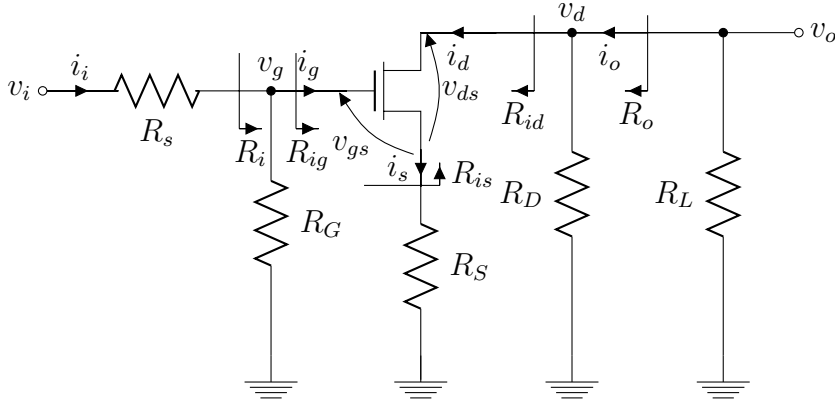 v_d
v_o
v_i
i_i
v_g
i_g
i_d
i_o
v_ds
R_s
R_i
R_ig
v_gs
R_id
R_o
i_s
R_is
R_G
R_S
R_D
R_L